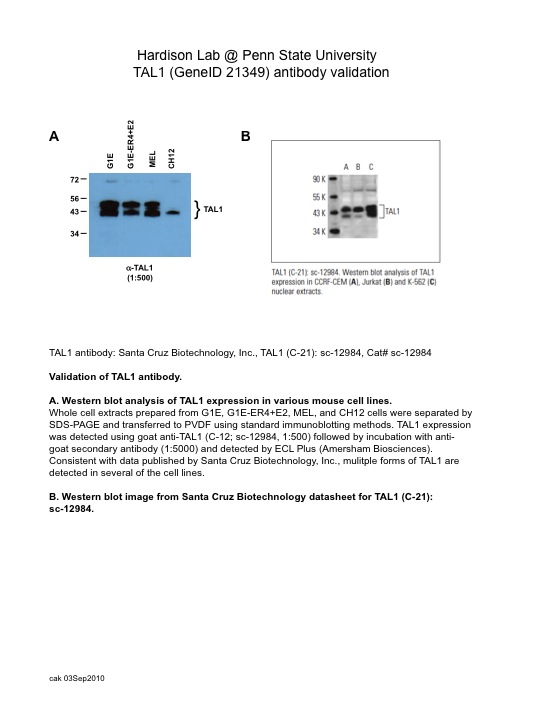 Hardison Lab @ Penn State University
TAL1 (GeneID 21349) antibody validation
A
G1E
G1E-ER4+E2
MEL
CH12
72
56
43
34
} TAL1
α-TAL1
(1:500)
B
A B C
90 K
55 K
43 K
34 K
TAL1
TAL1 (C-21): sc-12984. Western blot analysis of TAL1
expression in CCRF-CEM (A), Jurkat (B) and K-562 (C)
nuclear extracts.
TAL1 antibody: Santa Cruz Biotechnology, Inc., TAL1 (C-21): sc-12984, Cat# sc-12984
Validation of TAL1 antibody.
A. Western blot analysis of TAL1 expression in various mouse cell lines.
Whole cell extracts prepared from G1E, G1E-ER4+E2, MEL, and CH12 cells were separated by
SDS-PAGE and transferred to PVDF using standard immunoblotting methods. TAL1 expression
was detected using goat anti-TAL1 (C-12; sc-12984, 1:500) followed by incubation with anti-
goat secondary antibody (1:5000) and detected by ECL Plus (Amersham Biosciences).
Consistent with data published by Santa Cruz Biotechnology, Inc., mulitple forms of TAL1 are
detected in several of the cell lines.
B. Western blot image from Santa Cruz Biotechnology datasheet for TAL1 (C-21):
sc-12984.
cak 03Sep2010